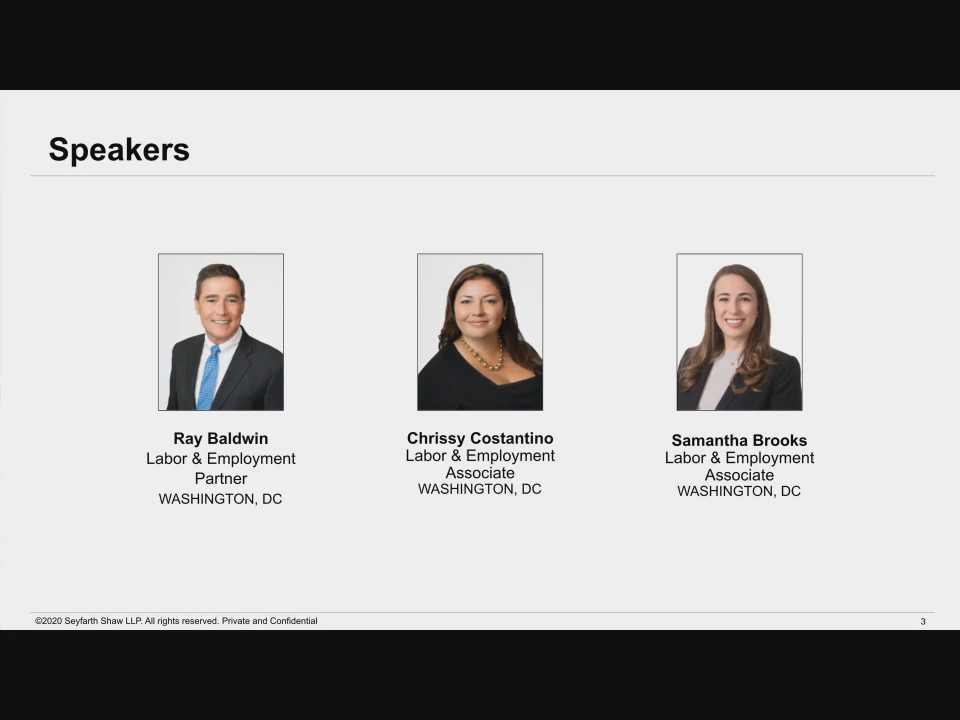 Speakers
Ray Baldwin
Labor & Employment
Partner
WASHINGTON, DC
Chrissy Costantino
Labor & Employment
Associate
WASHINGTON, DC
Samantha Brooks
Labor & Employment
Associate
WASHINGTON, DC
©2020 Seyfarth Shaw LLP. All rights reserved. Private and Confidential
3